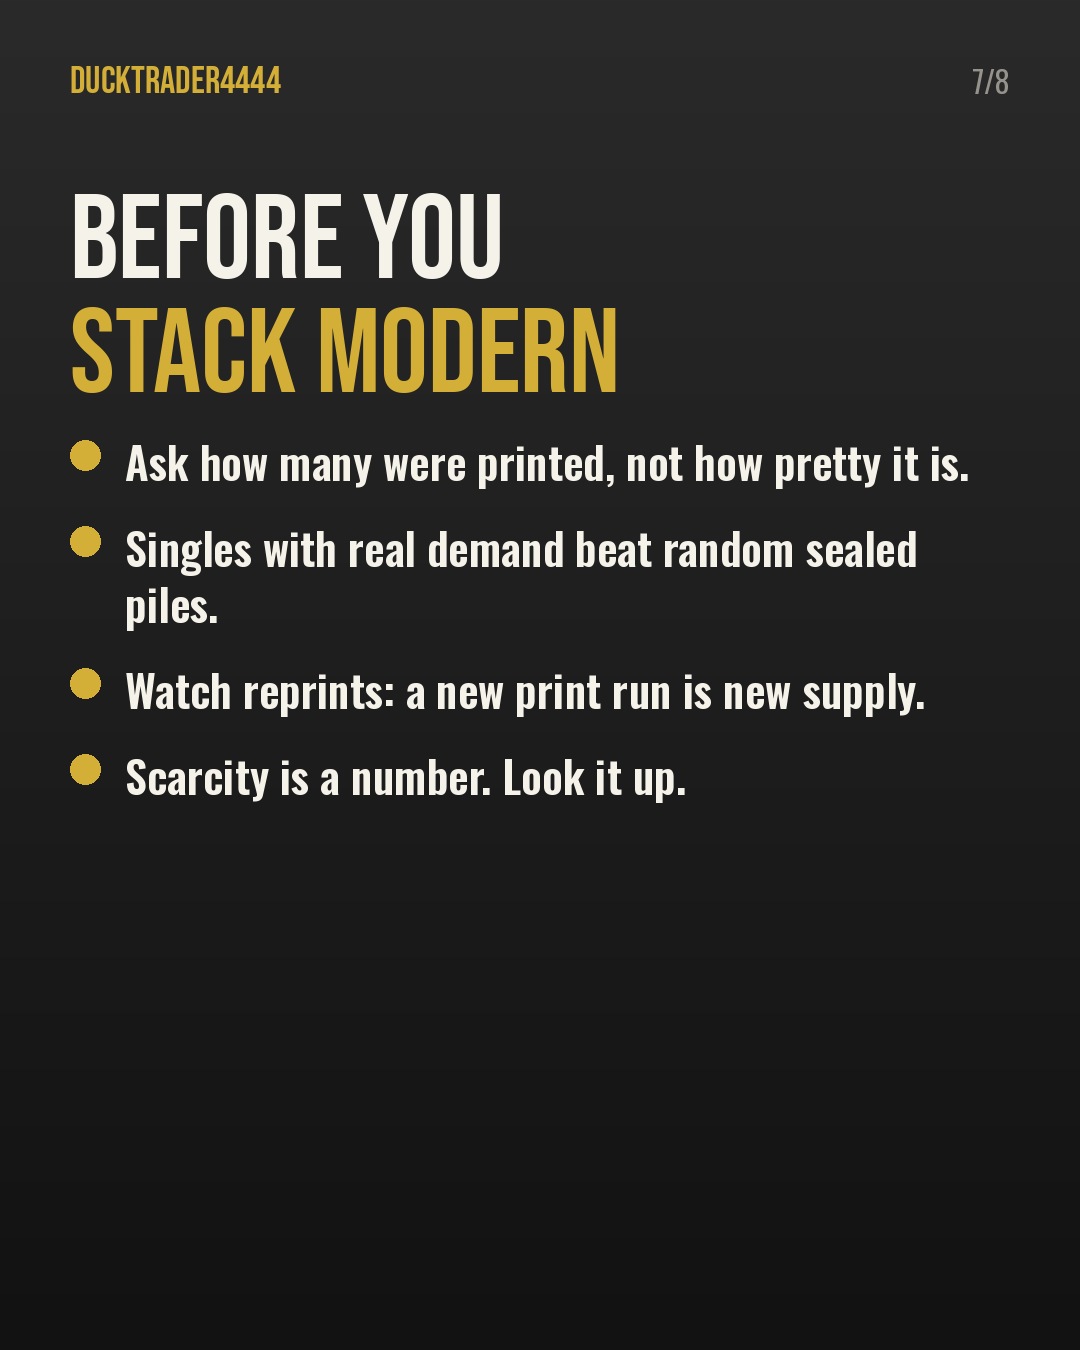 DUCKTRADER4444
7/8
BEFORE YOU
STACK MODERN
Ask how many were printed, not how pretty it is.
Singles with real demand beat random sealed
piles.
Watch reprints: a new print run is new supply.
Scarcity is a number. Look it up.